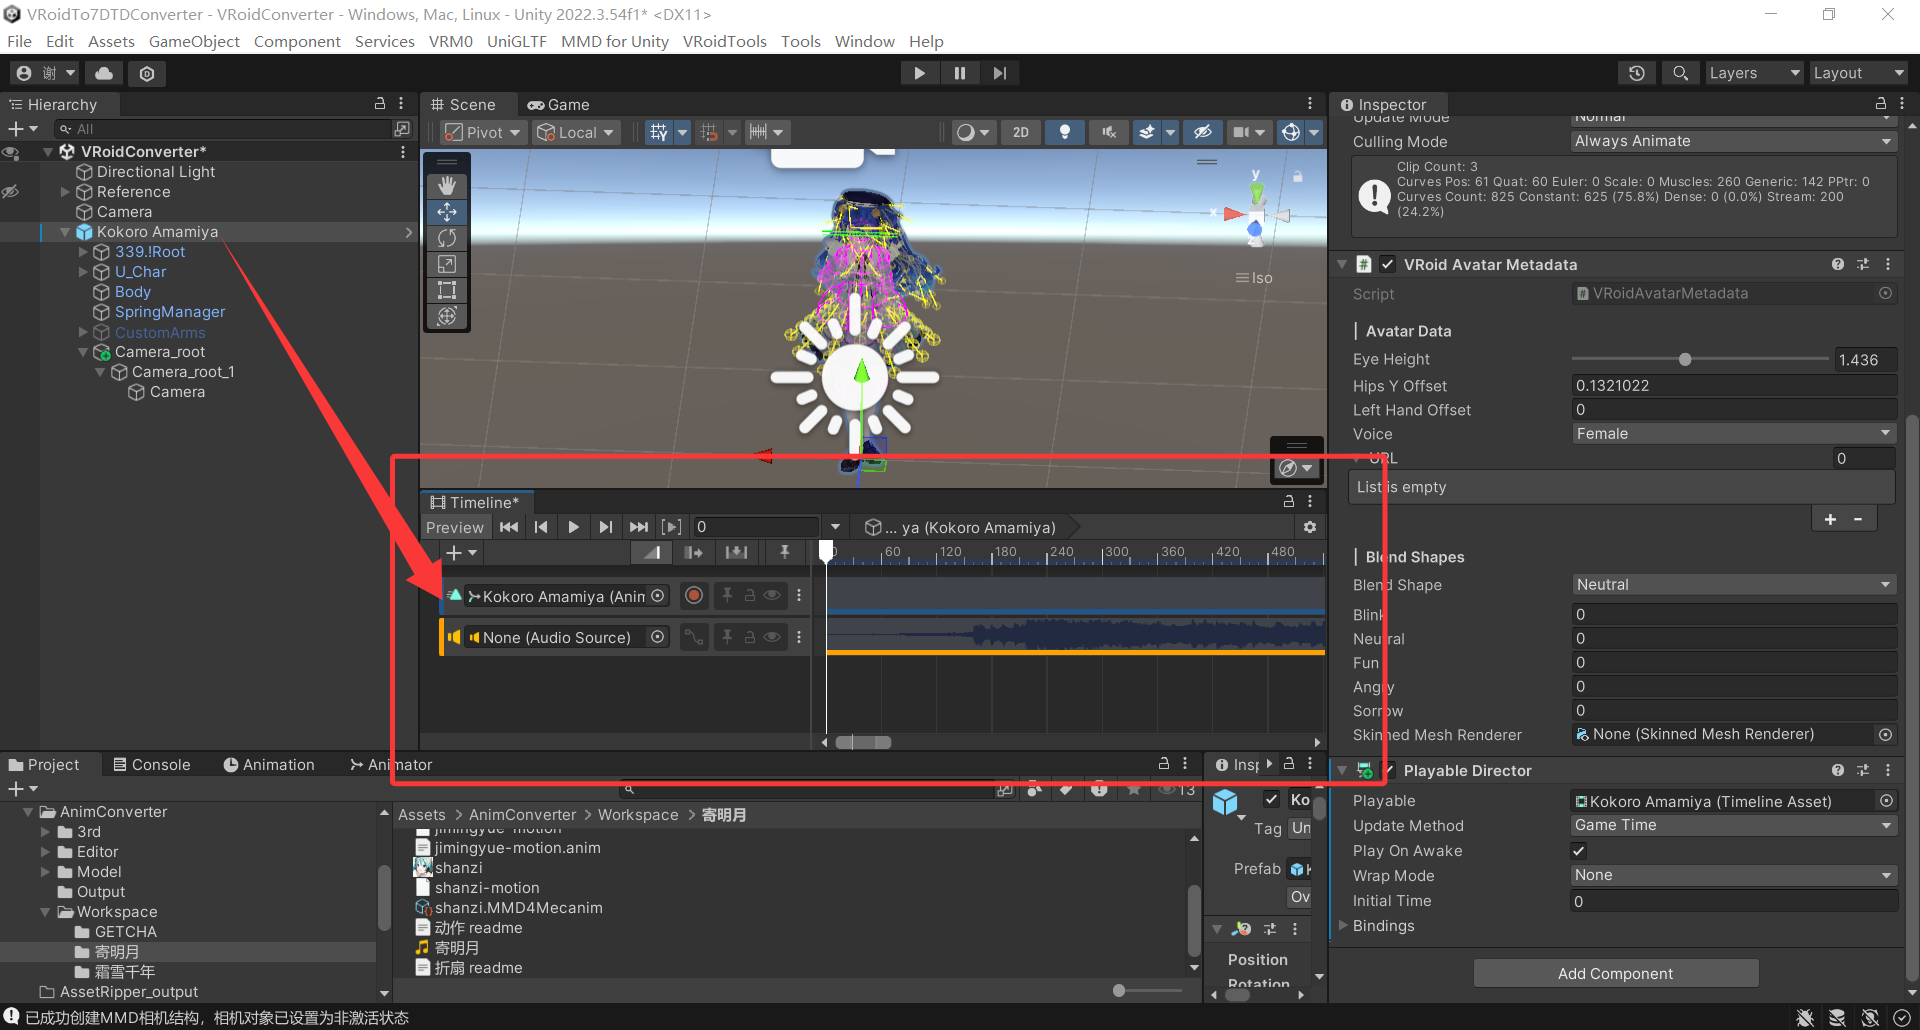 VRoidTo7DTDConverter - VRoidConverter - Windows, Mac, Linux - Unity 2022.3.54f1* <DX11>
File Edit Assets GameObject Component Services VRM0 UniGLTF MMD for Unity VRoidTools Tools Window Help
谢 Layers Layout
Hierarchy
All
VRoidConverter*
Directional Light
Reference
Camera
Kokoro Amamiya
339.!Root
U_Char
Body
SpringManager
CustomArms
Camera_root
Camera_root_1
Camera
Scene Game
Pivot Local 2D
y
x
Iso
Timeline*
Preview 0 ... ya (Kokoro Amamiya)
0 60 120 180 240 300 360 420 480
Kokoro Amamiya (Anim
None (Audio Source)
Inspector
Update Mode Normal
Culling Mode Always Animate
Clip Count: 3
Curves Pos: 61 Quat: 60 Euler: 0 Scale: 0 Muscles: 260 Generic: 142 PPtr: 0
Curves Count: 825 Constant: 625 (75.8%) Dense: 0 (0.0%) Stream: 200
(24.2%)
VRoid Avatar Metadata
Script VRoidAvatarMetadata
Avatar Data
Eye Height 1.436
Hips Y Offset 0.1321022
Left Hand Offset 0
Voice Female
URL 0
List is empty
Blend Shapes
Blend Shape Neutral
Blink 0
Neutral 0
Fun 0
Angry 0
Sorrow 0
Skinned Mesh Renderer None (Skinned Mesh Renderer)
Playable Director
Playable Kokoro Amamiya (Timeline Asset)
Update Method Game Time
Play On Awake
Wrap Mode None
Initial Time 0
Bindings
Add Component
Project Console Animation Animator
13
AnimConverter
3rd
Editor
Model
Output
Workspace
GETCHA
寄明月
霜雪千年
AssetRipper_output
Assets > AnimConverter > Workspace > 寄明月
jimingyue-motion
jimingyue-motion.anim
shanzi
shanzi-motion
shanzi.MMD4Mecanim
动作 readme
寄明月
折扇 readme
Insp
Ko
Tag Un
Prefab
Ov
Position
Rotation
已成功创建MMD相机结构，相机对象已设置为非激活状态